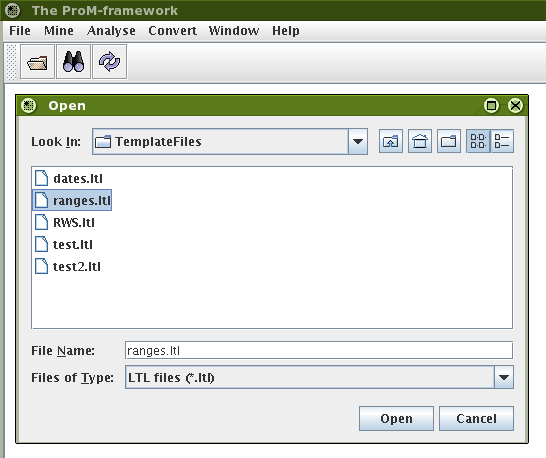 The ProM-framework
File Mine Analyse Convert Window Help
Open
Look In: TemplateFiles
dates.ltl
ranges.ltl
RWS.ltl
test.ltl
test2.ltl
File Name: ranges.ltl
Files of Type: LTL files (*.ltl)
Open Cancel